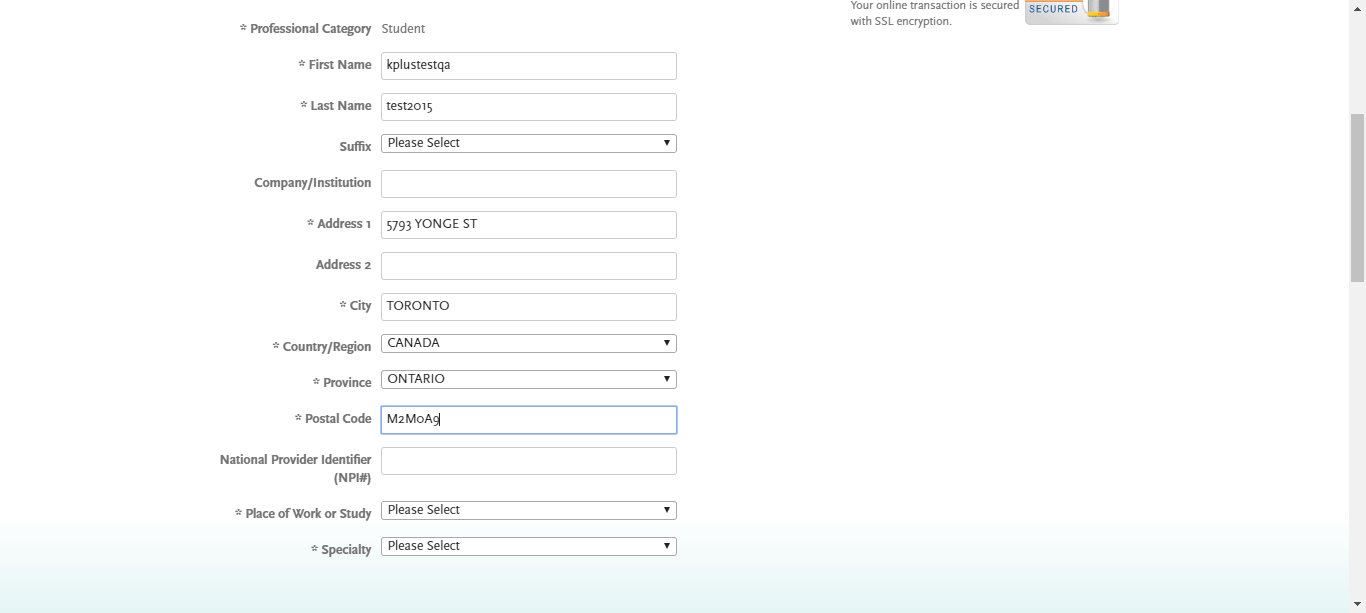 Your online transaction is secured
with SSL encryption.
SECURED
* Professional Category Student
* First Name kplustestqa
* Last Name test2015
Suffix Please Select
Company/Institution
* Address 1 5793 YONGE ST
Address 2
* City TORONTO
* Country/Region CANADA
* Province ONTARIO
* Postal Code M2M0A9
National Provider Identifier
(NPI#)
* Place of Work or Study Please Select
* Specialty Please Select